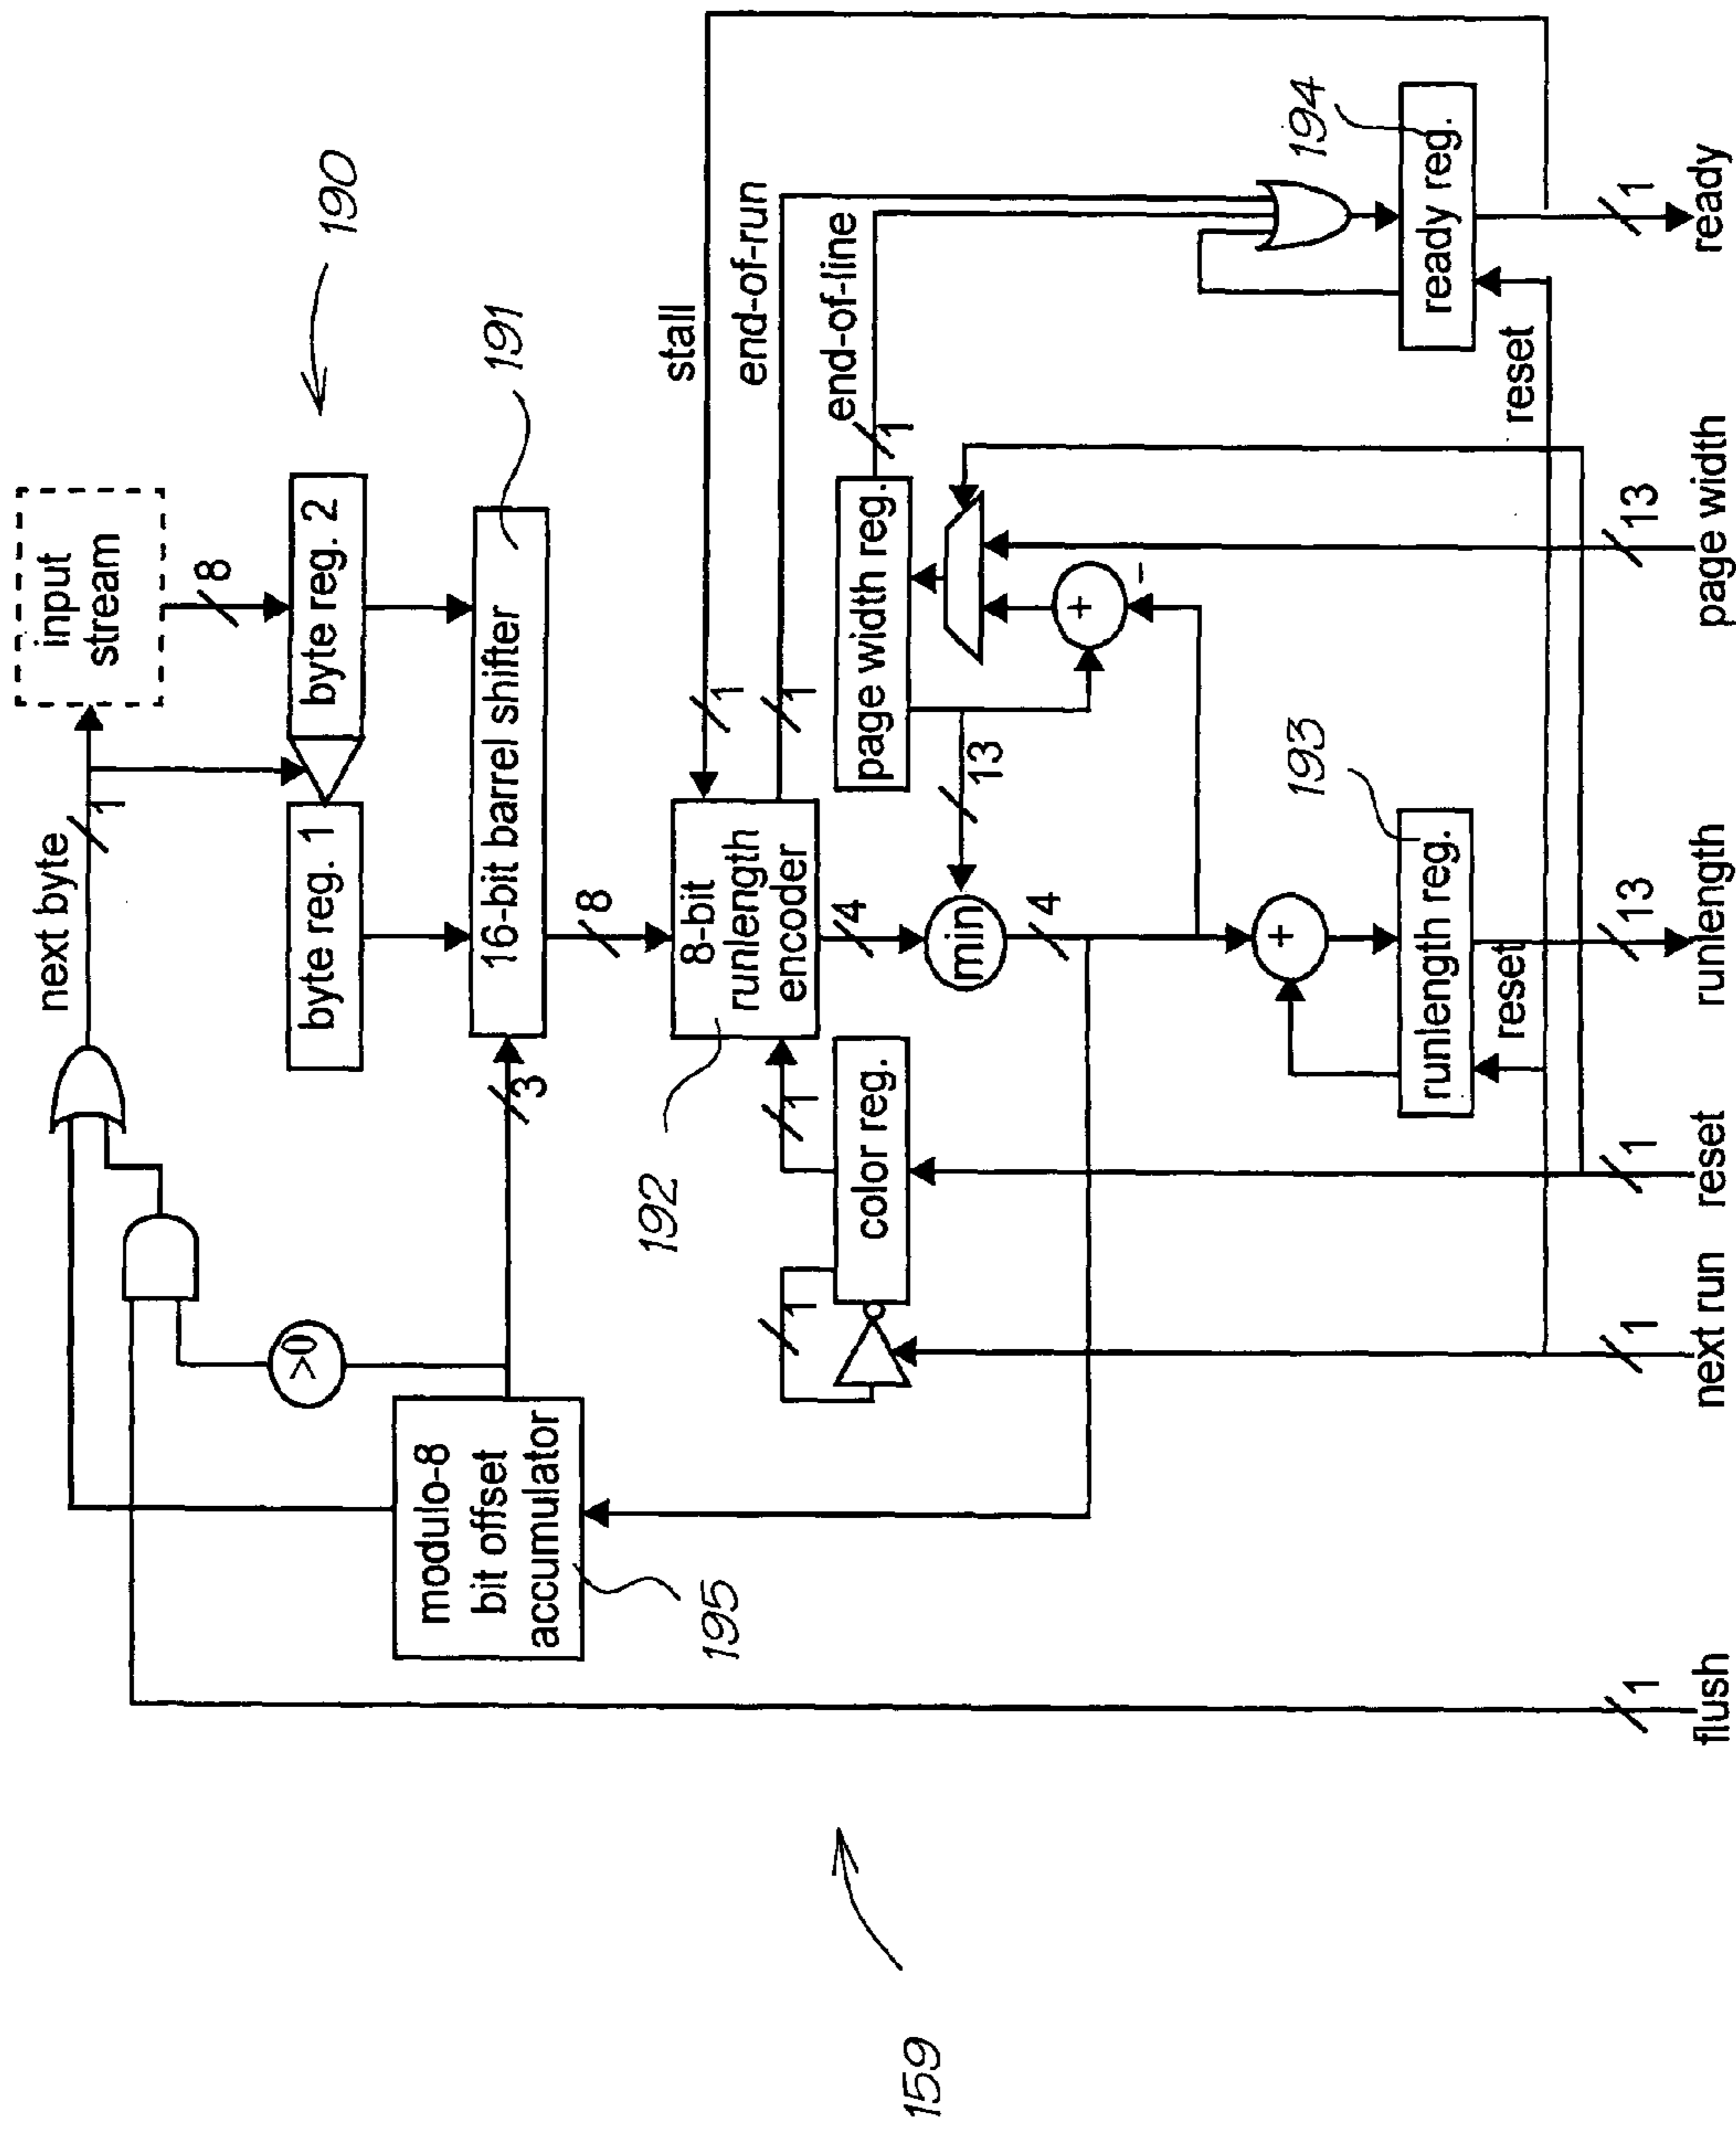 input
stream
next byte
1
8
190
byte reg. 1
byte reg. 2
16-bit barrel shifter
191
3
8
>0
modulo-8
bit offset
accumulator
195
192
8-bit
runlength
encoder
1
stall
1
end-of-run
1
end-of-line
1
color reg.
1
4
min
13
4
page width reg.
+
-
+
193
runlength reg.
reset
194
ready reg.
reset
1
1
1
13
13
1
flush
next run
reset
runlength
page width
ready
159